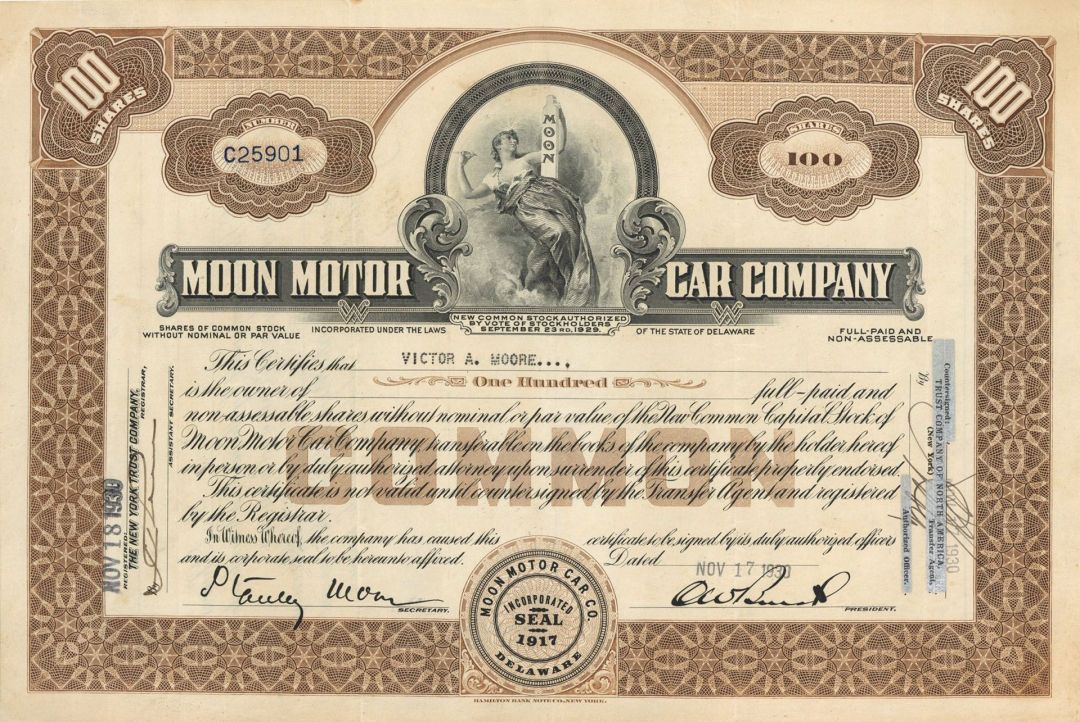 100 SHARES
100 SHARES
NUMBER
C25901
SHARES
100
MOON
MOON MOTOR CAR COMPANY
NEW COMMON STOCK AUTHORIZED
BY VOTE OF STOCKHOLDERS
SEPTEMBER 23RD, 1929.
SHARES OF COMMON STOCK
WITHOUT NOMINAL OR PAR VALUE
INCORPORATED UNDER THE LAWS
OF THE STATE OF DELAWARE
FULL-PAID AND
NON-ASSESSABLE
This Certifies that VICTOR A. MOORE...,
is the owner of One Hundred full-paid and
non-assessable shares without nominal or par value of the New Common Capital Stock of
Moon Motor Car Company, transferable on the books of the company by the holder hereof
in person or by duly authorized attorney upon surrender of this certificate properly endorsed.
This certificate is not valid until countersigned by the Transfer Agent and registered
by the Registrar.
COMMON
In Witness Whereof, the company has caused this certificate to be signed by its duly authorized officers
and its corporate seal to be hereunto affixed. Dated NOV 17 1930
Stanley Moon
SECRETARY.
PRESIDENT.
MOON MOTOR CAR CO.
INCORPORATED
SEAL
1917
DELAWARE
NOV 18 1930
REGISTERED:
THE NEW YORK TRUST COMPANY,
REGISTRAR,
ASSISTANT SECRETARY.
Countersigned:
TRUST COMPANY OF NORTH AMERICA,
(New York) Transfer Agent,
By
Authorized Officer.
1930
HAMILTON BANK NOTE CO. NEW YORK.